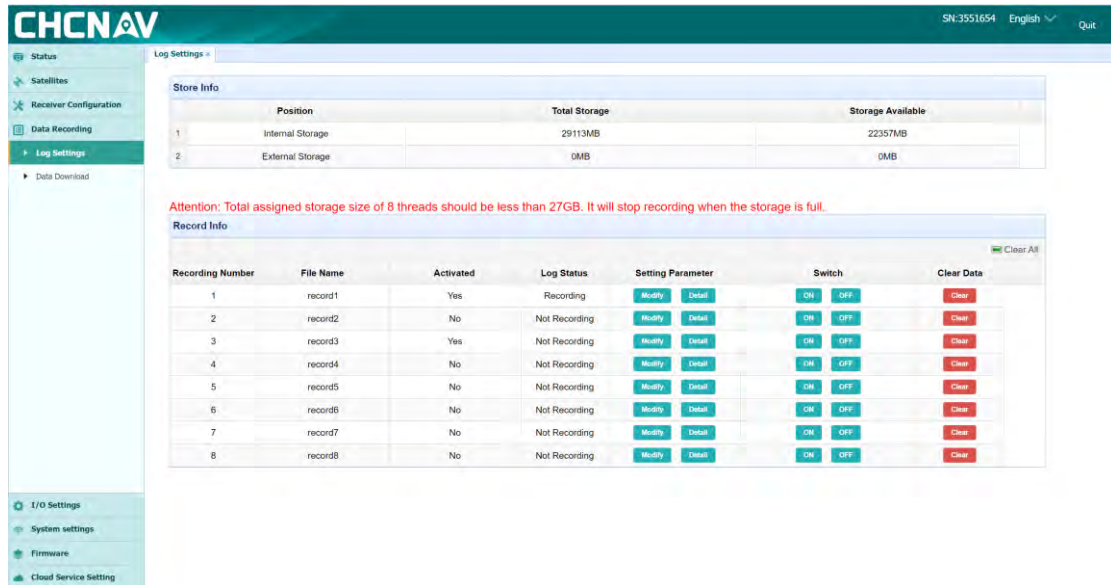 CHCNAV
SN:3551654 English Quit
Status
Satellites
Receiver Configuration
Data Recording
Log Settings
Data Download
I/O Settings
System settings
Firmware
Cloud Service Setting
Log Settings
Store Info
Position Total Storage Storage Available
1 Internal Storage 29113MB 22357MB
2 External Storage 0MB 0MB
Attention: Total assigned storage size of 8 threads should be less than 27GB. It will stop recording when the storage is full.
Record Info
Clear All
Recording Number File Name Activated Log Status Setting Parameter Switch Clear Data
1 record1 Yes Recording Modify Detail ON OFF Clear
2 record2 No Not Recording Modify Detail ON OFF Clear
3 record3 Yes Not Recording Modify Detail ON OFF Clear
4 record4 No Not Recording Modify Detail ON OFF Clear
5 record5 No Not Recording Modify Detail ON OFF Clear
6 record6 No Not Recording Modify Detail ON OFF Clear
7 record7 No Not Recording Modify Detail ON OFF Clear
8 record8 No Not Recording Modify Detail ON OFF Clear